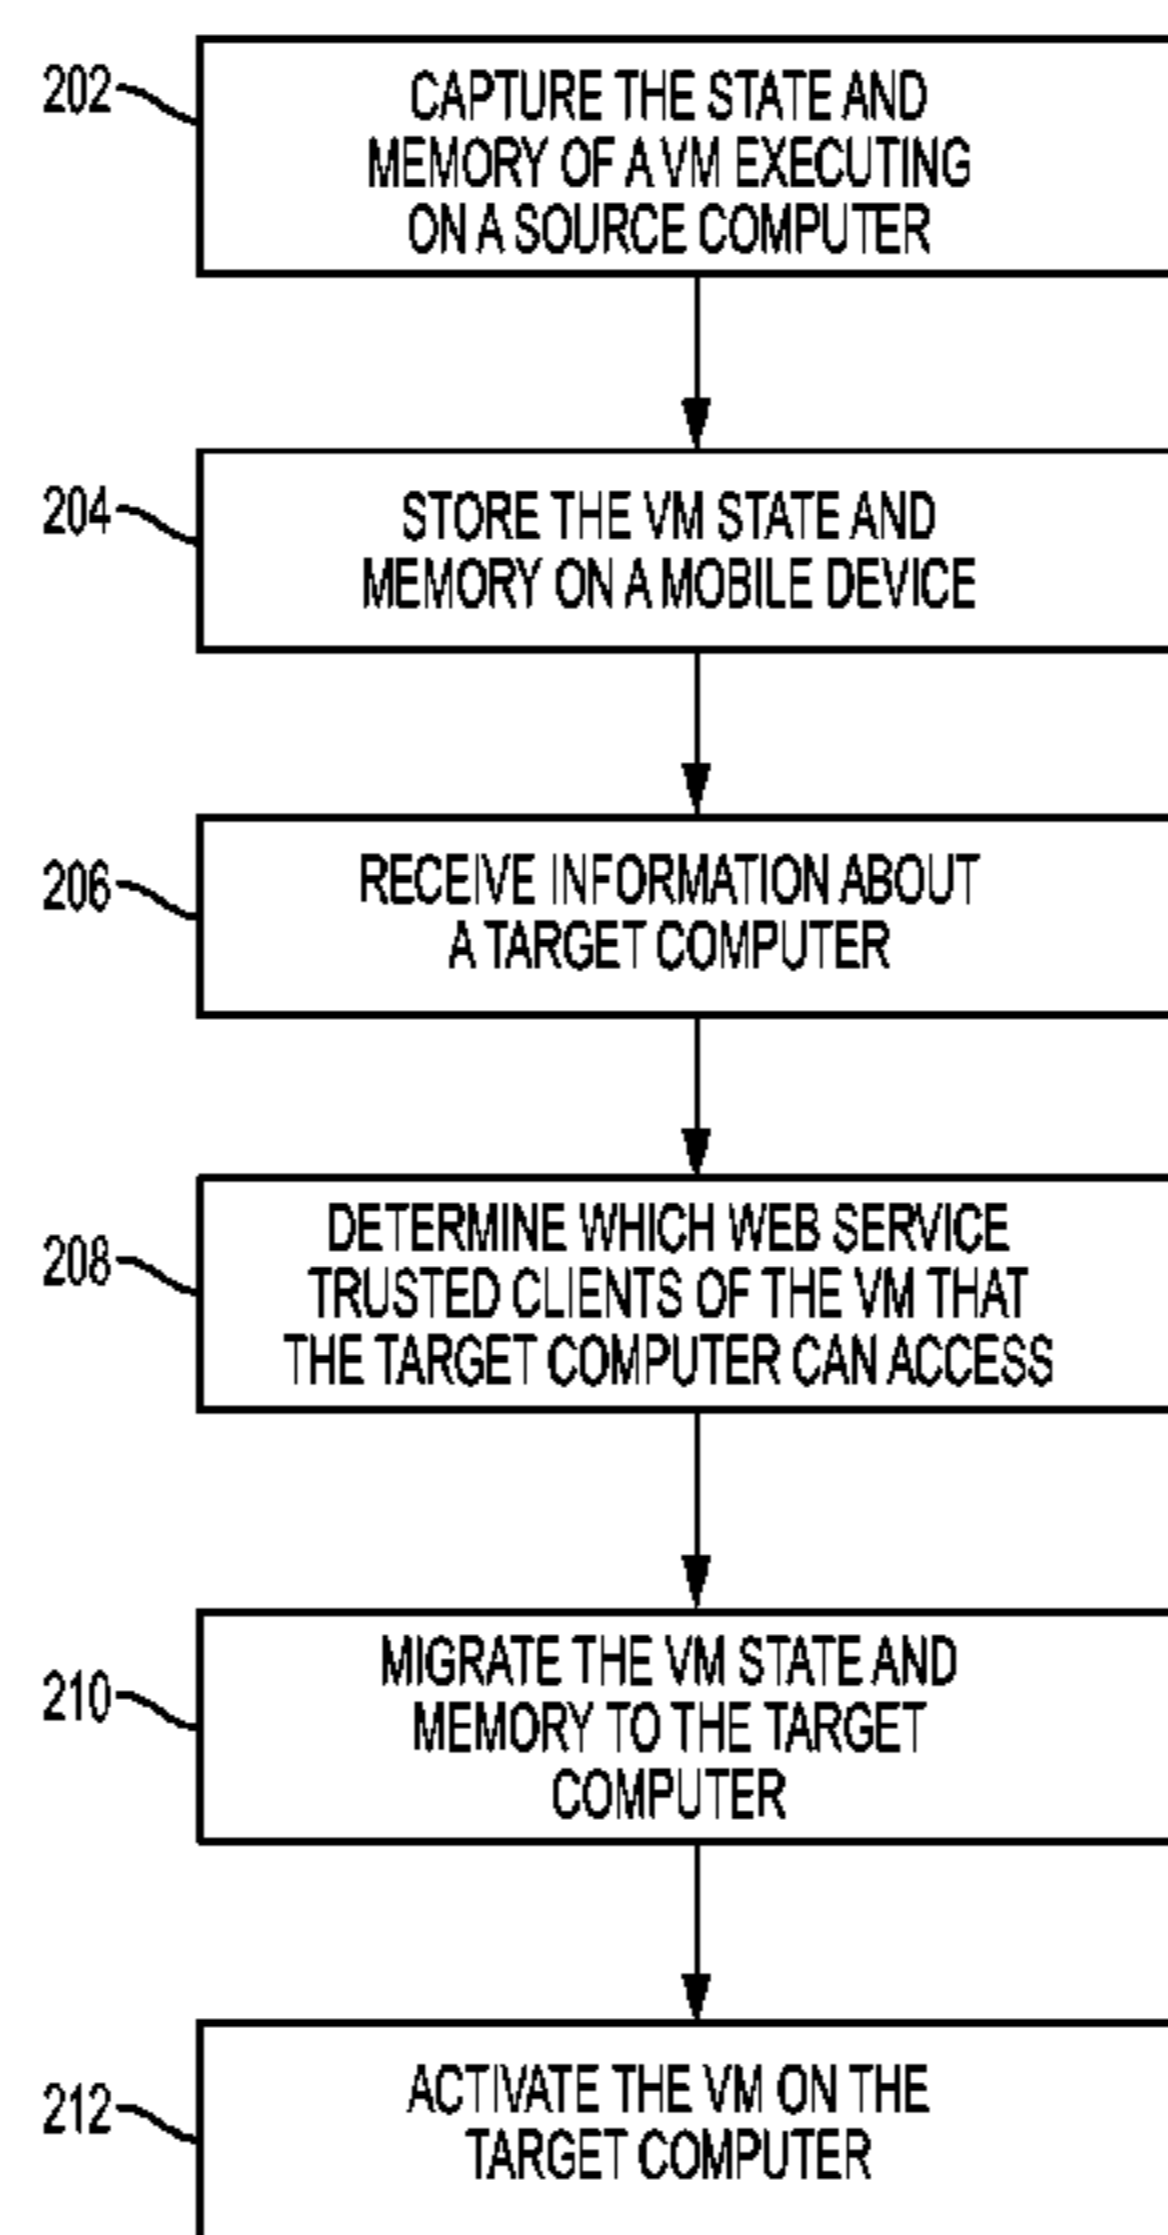 202
CAPTURE THE STATE AND
MEMORY OF A VM EXECUTING
ON A SOURCE COMPUTER
204
STORE THE VM STATE AND
MEMORY ON A MOBILE DEVICE
206
RECEIVE INFORMATION ABOUT
A TARGET COMPUTER
208
DETERMINE WHICH WEB SERVICE
TRUSTED CLIENTS OF THE VM THAT
THE TARGET COMPUTER CAN ACCESS
210
MIGRATE THE VM STATE AND
MEMORY TO THE TARGET
COMPUTER
212
ACTIVATE THE VM ON THE
TARGET COMPUTER